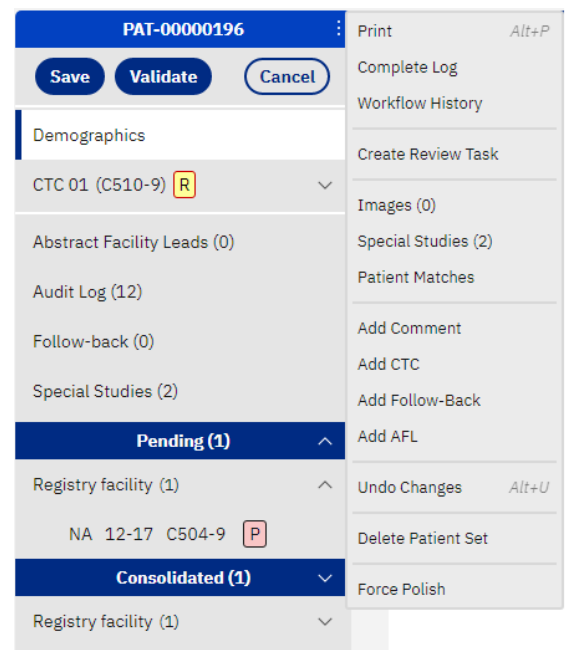 PAT-00000196
Save Validate Cancel
Demographics
CTC 01 (C510-9) R
Abstract Facility Leads (0)
Audit Log (12)
Follow-back (0)
Special Studies (2)
Pending (1)
Registry facility (1)
NA 12-17 C504-9 P
Consolidated (1)
Registry facility (1)
Print Alt+P
Complete Log
Workflow History
Create Review Task
Images (0)
Special Studies (2)
Patient Matches
Add Comment
Add CTC
Add Follow-Back
Add AFL
Undo Changes Alt+U
Delete Patient Set
Force Polish